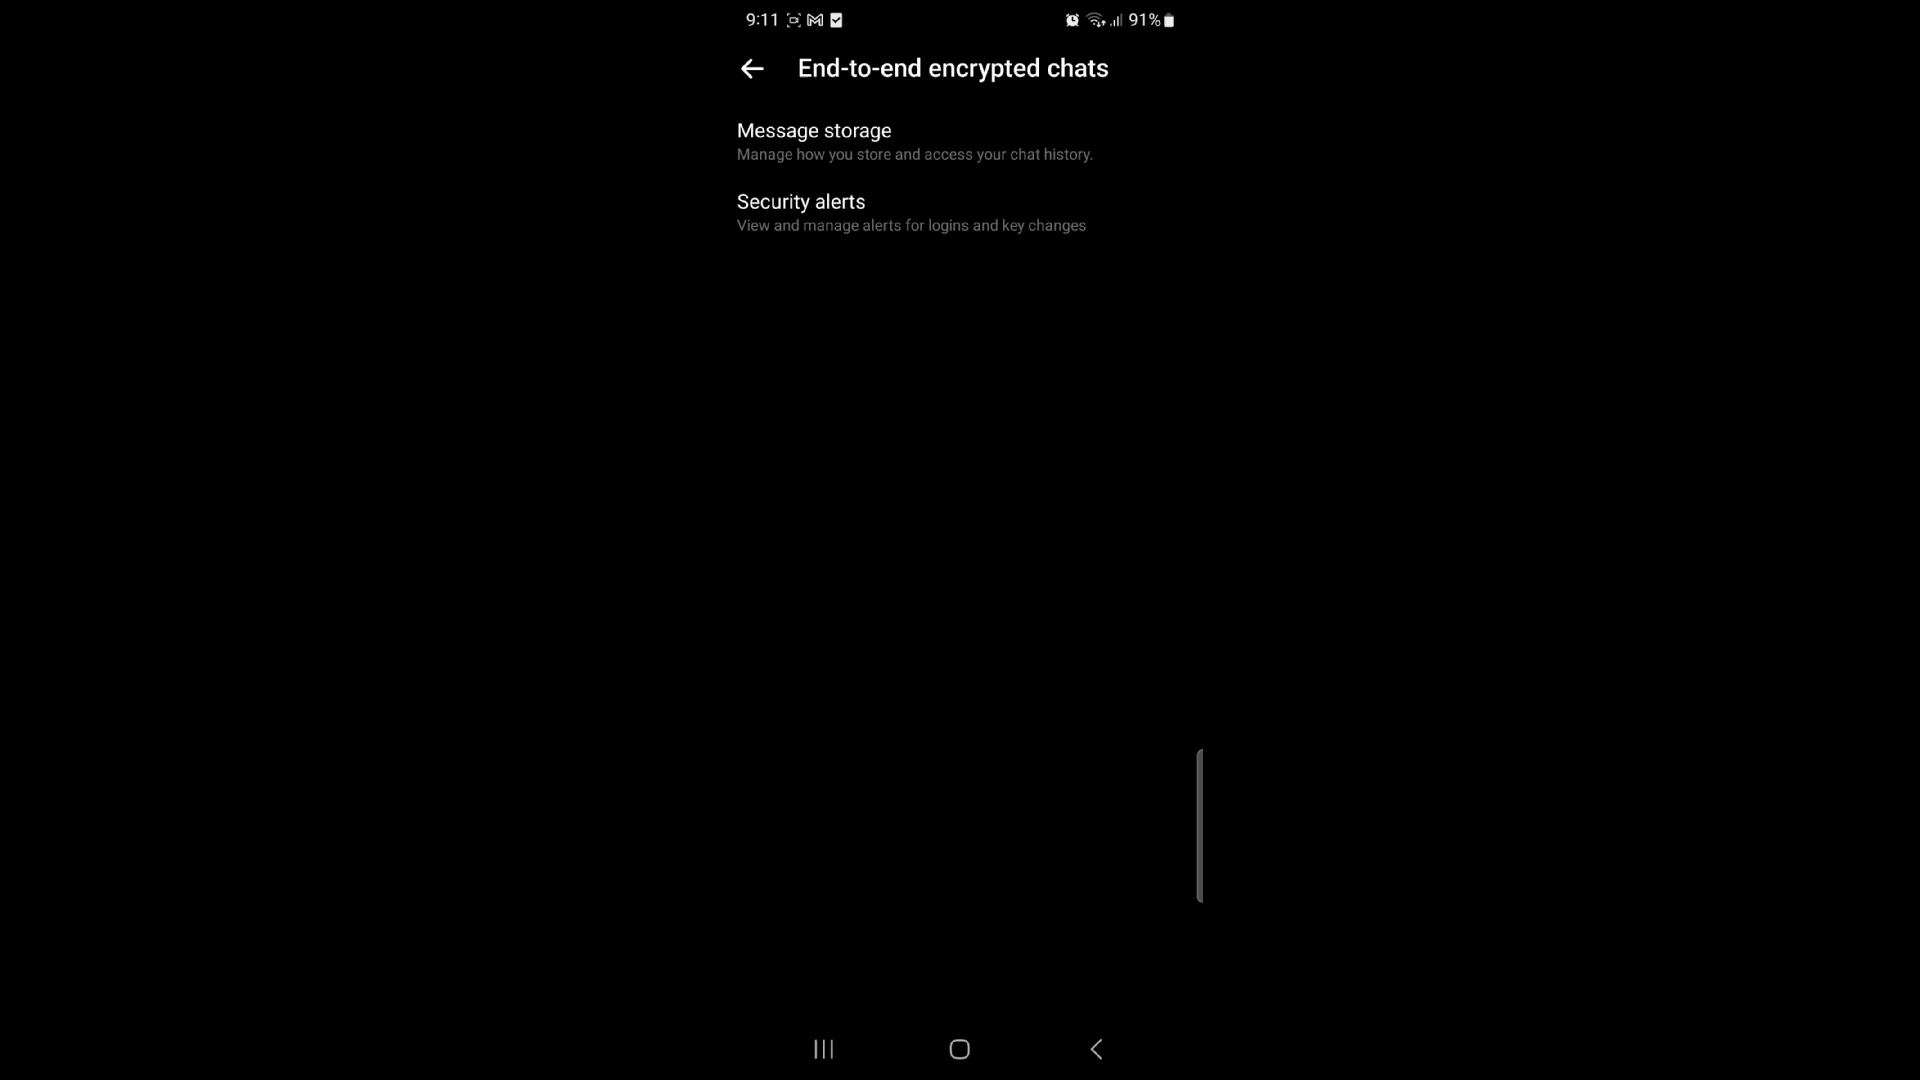 9:11 91%
End-to-end encrypted chats
Message storage
Manage how you store and access your chat history.
Security alerts
View and manage alerts for logins and key changes